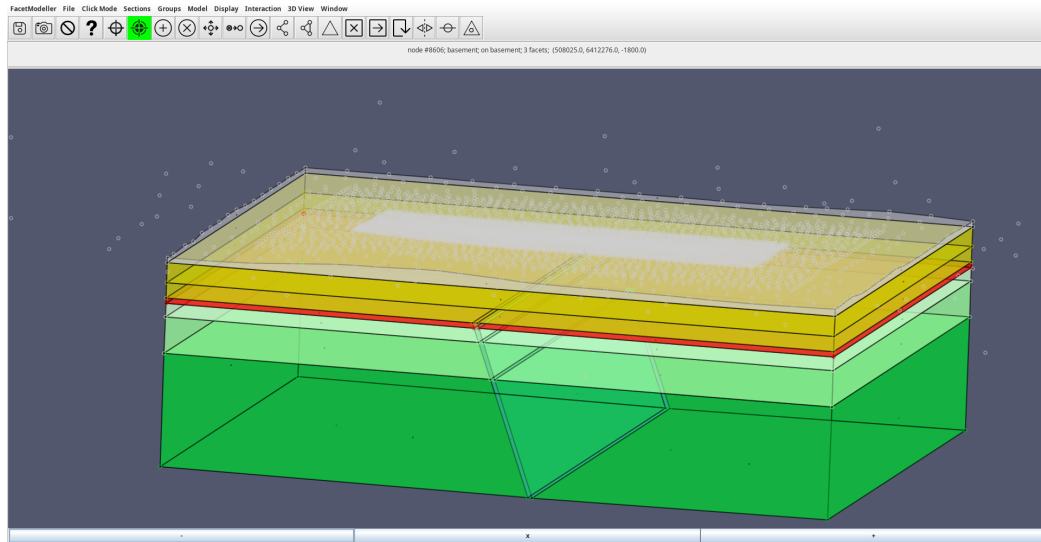 FacetModeller File Click Mode Sections Groups Model Display Interaction 3D View Window
?
node #8606; basement; on basement; 3 facets; (508025.0, 6412276.0, -1800.0)
- x +